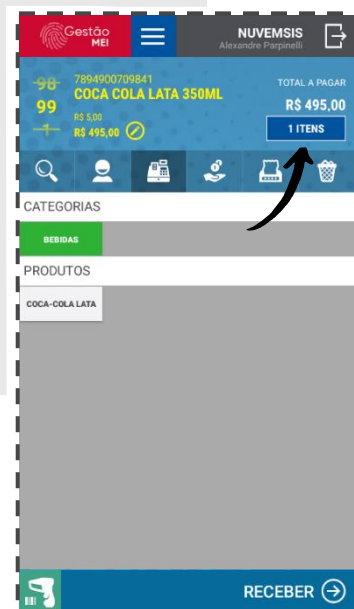 Gestão
MEI
NUVEMSIS
Alexandre Parpinelli
98
7894900709841
COCA COLA LATA 350ML
99
R$ 5,00
1
R$ 495,00
TOTAL A PAGAR
R$ 495,00
1 ITENS
CATEGORIAS
BEBIDAS
PRODUTOS
COCA-COLA LATA
RECEBER